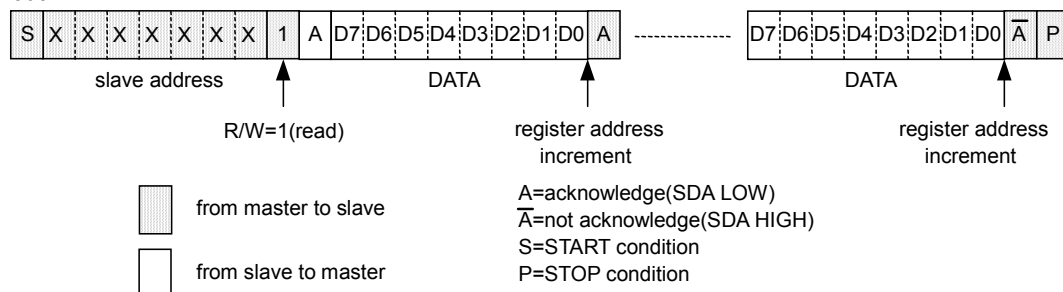 S X X X X X X X 1 A D7 D6 D5 D4 D3 D2 D1 D0 A D7 D6 D5 D4 D3 D2 D1 D0 A̅ P
slave address DATA DATA
R/W=1(read) register address register address
increment increment
from master to slave
A=acknowledge(SDA LOW)
A̅=not acknowledge(SDA HIGH)
S=START condition
from slave to master
P=STOP condition